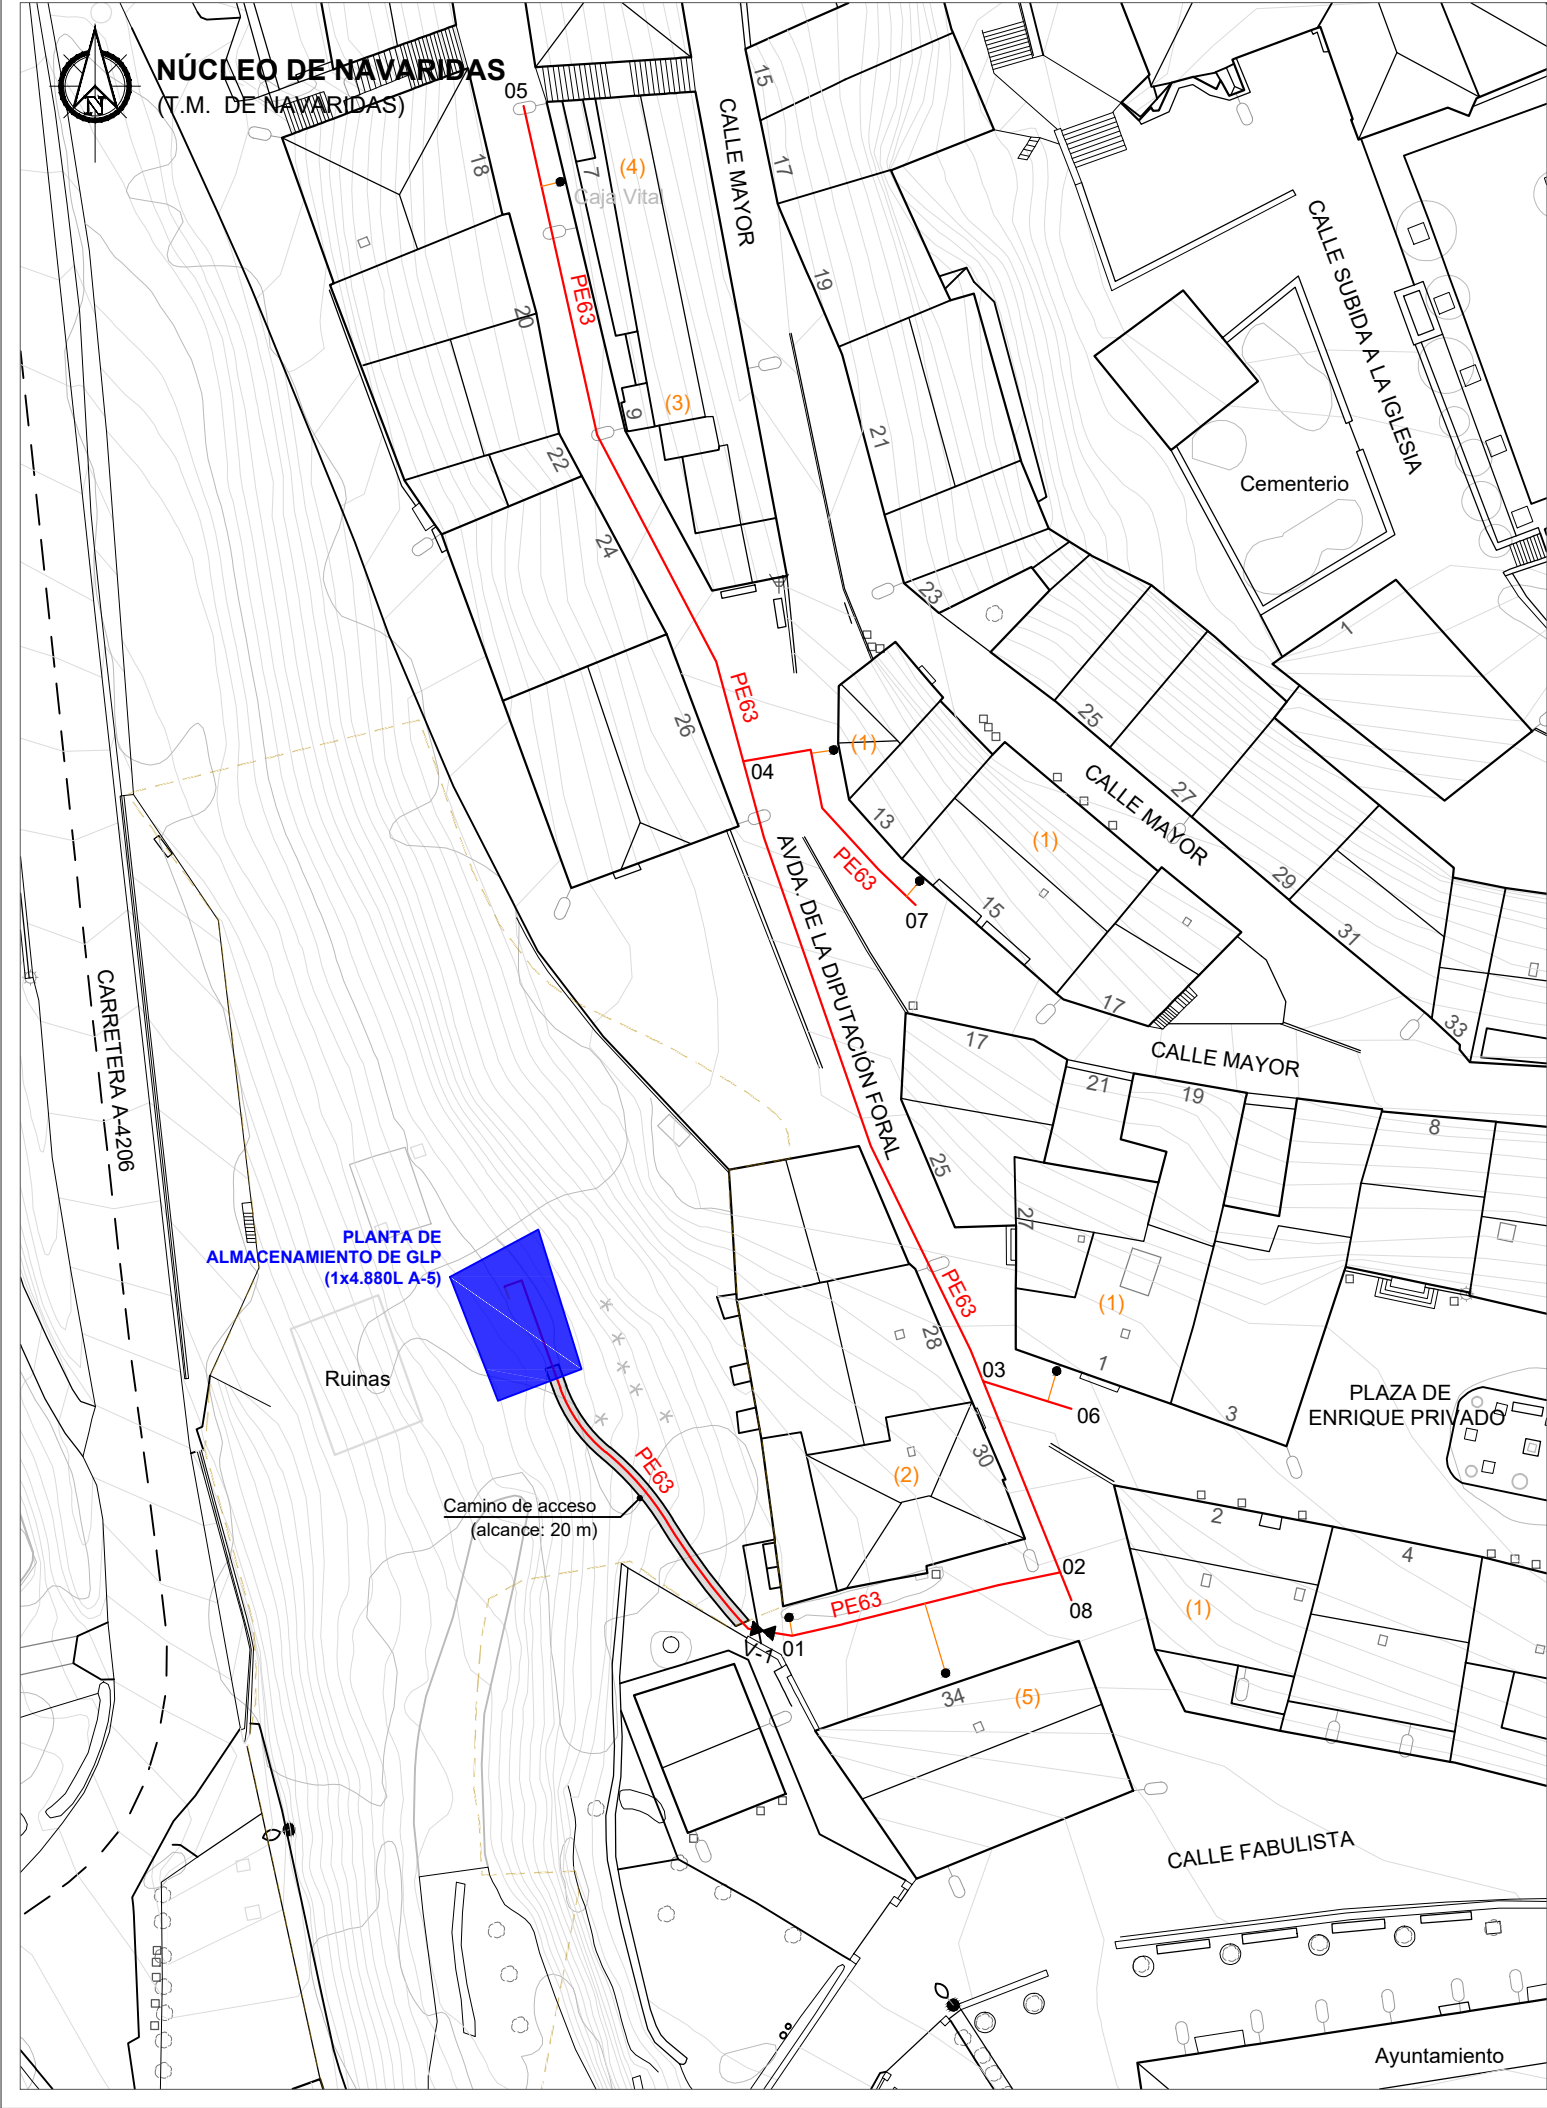 NÚCLEO DE NAVARIDAS
(T.M. DE NAVARIDAS)
N
05
18
7
(4)
Caja Vital
CALLE MAYOR
15
17
CALLE SUBIDA A LA IGLESIA
19
20
PE63
9
(3)
21
22
Cementerio
24
23
1
26
PE63
04
(1)
25
CALLE MAYOR
27
13
(1)
29
PE63
07
15
31
AVDA. DE LA DIPUTACIÓN FORAL
17
33
CARRETERA A-4206
17
CALLE MAYOR
21
19
8
25
27
PLANTA DE
ALMACENAMIENTO DE GLP
(1x4.880L A-5)
PE63
(1)
28
Ruinas
03
1
06
3
PLAZA DE
ENRIQUE PRIVADO
30
(2)
PE63
Camino de acceso
(alcance: 20 m)
2
4
02
08
PE63
(1)
V-1
01
34
(5)
CALLE FABULISTA
Ayuntamiento